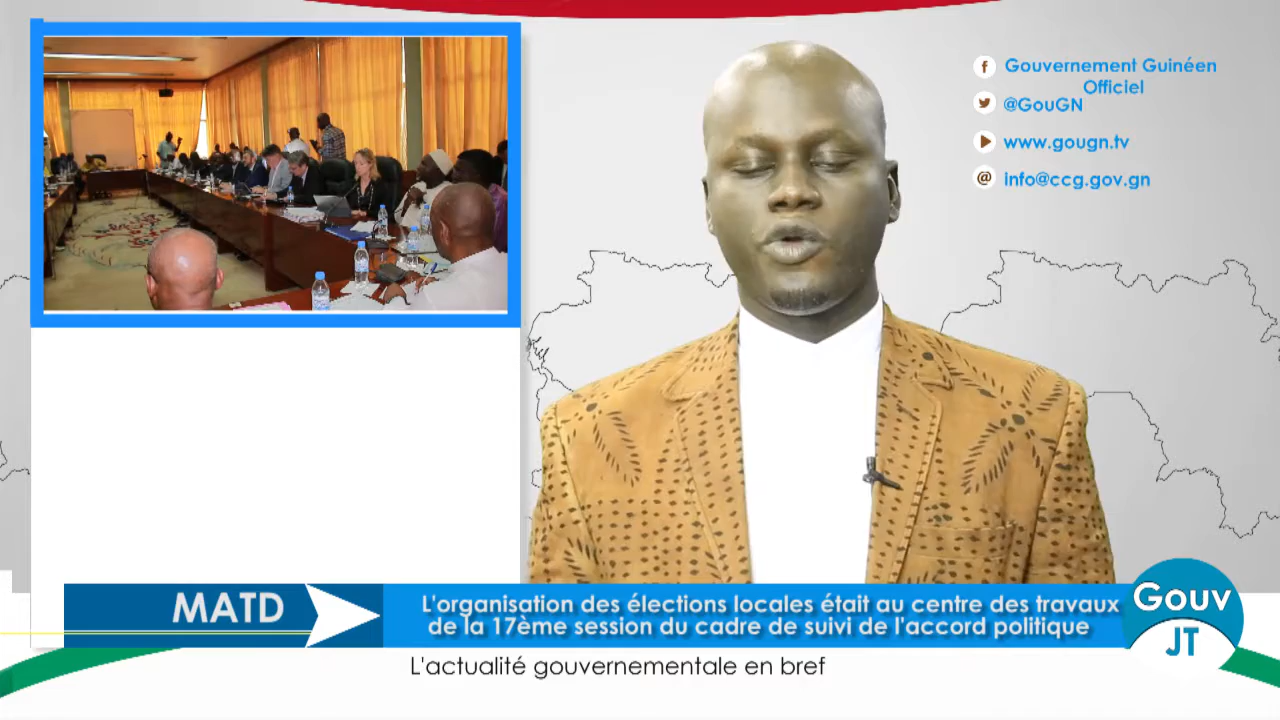 Gouvernement Guinéen
Officiel
@GouGN
www.gougn.tv
info@ccg.gov.gn
MATD
L'organisation des élections locales était au centre des travaux
de la 17ème session du cadre de suivi de l'accord politique
Gouv
JT
L'actualité gouvernementale en bref